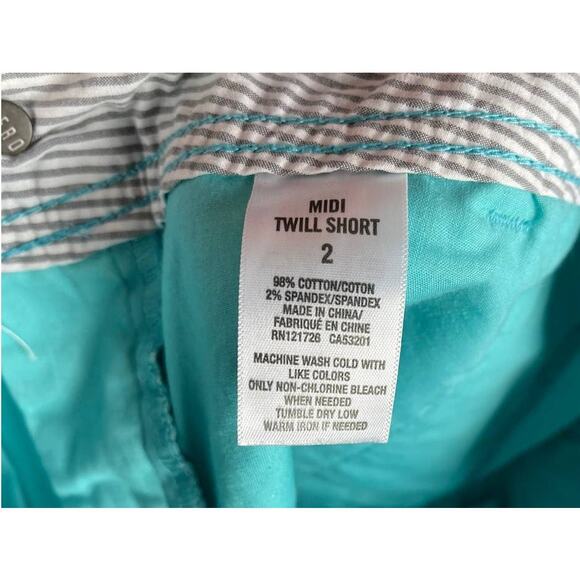 MIDI
TWILL SHORT
2
98% COTTON/COTON
2% SPANDEX/SPANDEX
MADE IN CHINA/
FABRIQUÉ EN CHINE
RN121726 CA53201
MACHINE WASH COLD WITH
LIKE COLORS
ONLY NON-CHLORINE BLEACH
WHEN NEEDED
TUMBLE DRY LOW
WARM IRON IF NEEDED